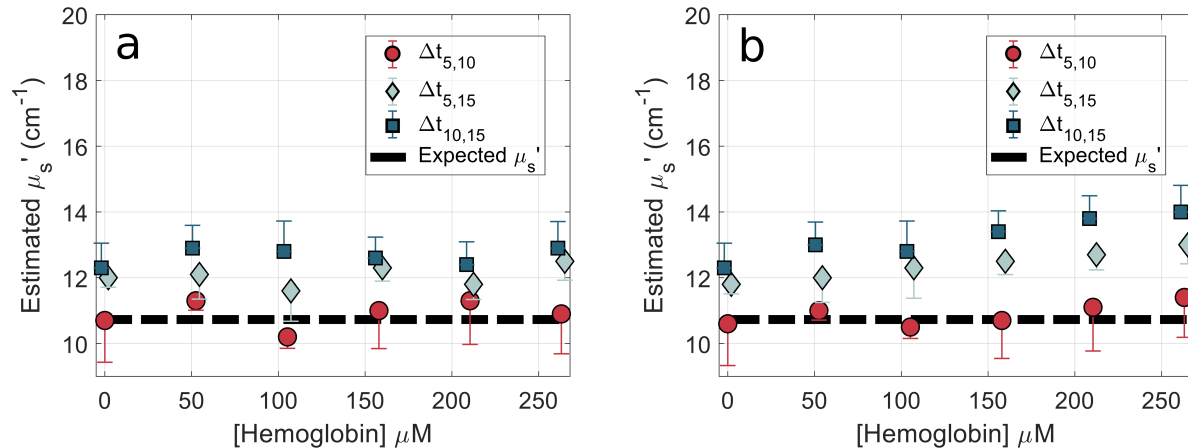 a
Estimated μs' (cm-1)
20
18
16
14
12
10
Δt5,10
Δt5,15
Δt10,15
Expected μs'
0
50
100
150
200
250
[Hemoglobin] μM
b
Estimated μs' (cm-1)
20
18
16
14
12
10
Δt5,10
Δt5,15
Δt10,15
Expected μs'
0
50
100
150
200
250
[Hemoglobin] μM